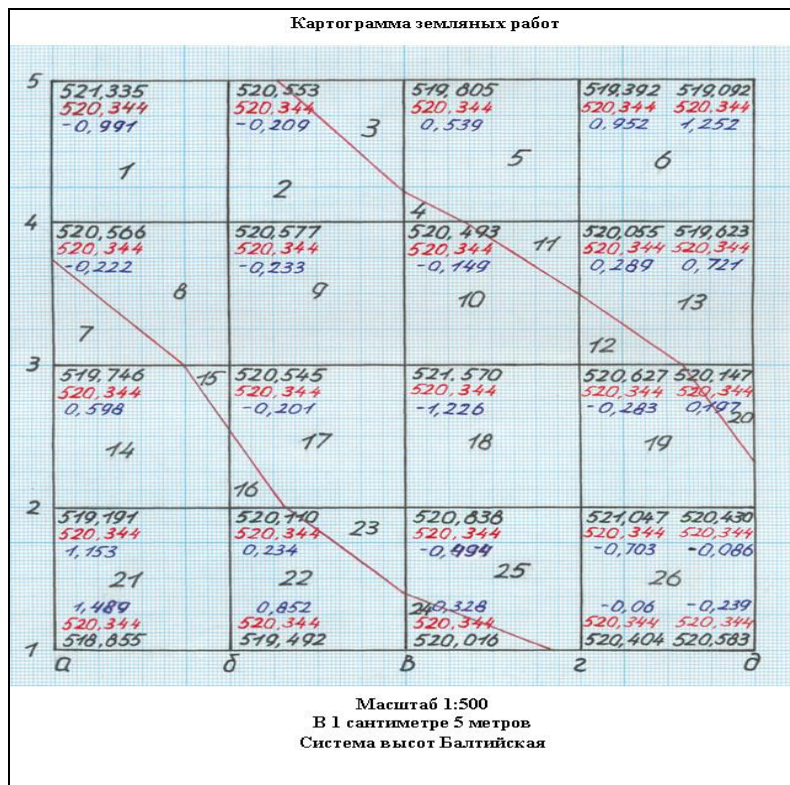 Картограмма земляных работ
5 521,335 520,553 519,805 519,392 519,092
520,344 520,344 520,344 520,344 520,344
-0,991 -0,209 0,539 0,952 1,252
1 2 3 5 6
4 4
520,566 520,577 520,493 520,055 519,623
520,344 520,344 520,344 520,344 520,344
-0,222 -0,233 -0,149 0,289 0,721
7 8 9 10 11 12 13
3 519,746 520,545 521,570 520,627 520,147
520,344 520,344 520,344 520,344 520,344
0,598 -0,201 -1,226 -0,283 0,197
14 15 16 17 18 19 20
2 519,191 520,110 520,838 521,047 520,430
520,344 520,344 520,344 520,344 520,344
1,153 0,234 -0,494 -0,703 -0,086
21 22 23 25 26
1,489 0,852 24 0,328 -0,06 -0,239
520,344 520,344 520,344 520,344 520,344
1 518,855 519,492 520,016 520,404 520,583
а б в г д
Масштаб 1:500
В 1 сантиметре 5 метров
Система высот Балтийская